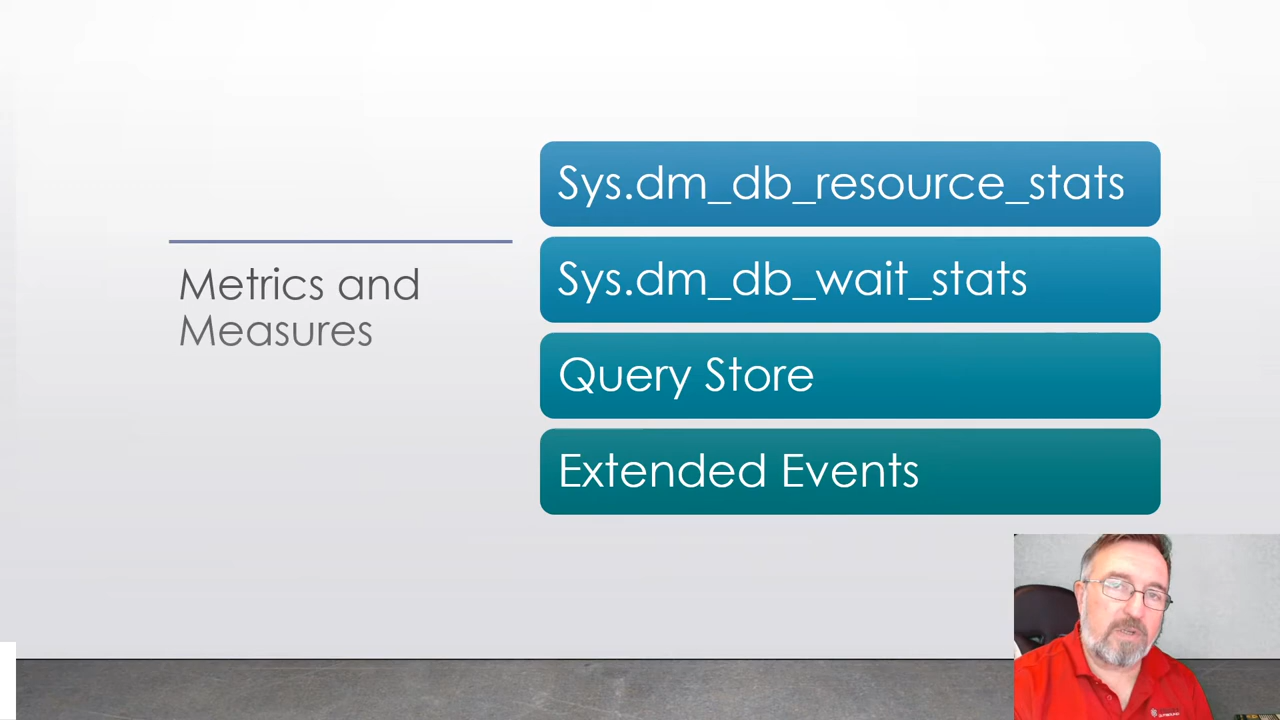 Metrics and
Measures
Sys.dm_db_resource_stats
Sys.dm_db_wait_stats
Query Store
Extended Events